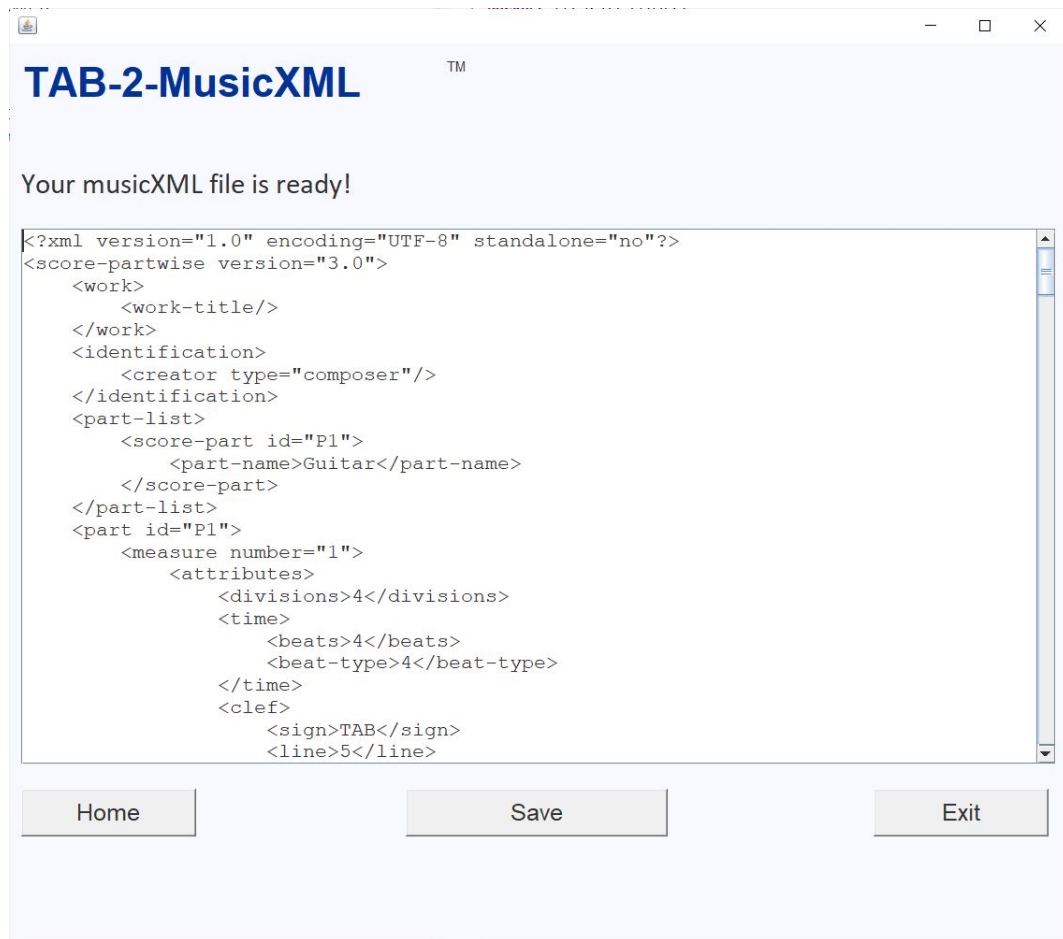 TAB-2-MusicXML TM
Your musicXML file is ready!
<?xml version="1.0" encoding="UTF-8" standalone="no"?>
<score-partwise version="3.0">
    <work>
        <work-title/>
    </work>
    <identification>
        <creator type="composer"/>
    </identification>
    <part-list>
        <score-part id="P1">
            <part-name>Guitar</part-name>
        </score-part>
    </part-list>
    <part id="P1">
        <measure number="1">
            <attributes>
                <divisions>4</divisions>
                <time>
                    <beats>4</beats>
                    <beat-type>4</beat-type>
                </time>
                <clef>
                    <sign>TAB</sign>
                    <line>5</line>
Home Save Exit